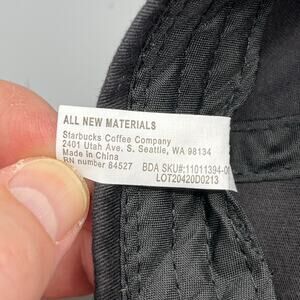 ALL NEW MATERIALS
Starbucks Coffee Company
2401 Utah Ave. S. Seattle, WA 98134
Made in China
RN number 84527 BDA SKU#:11011394-
LOT20420D0213